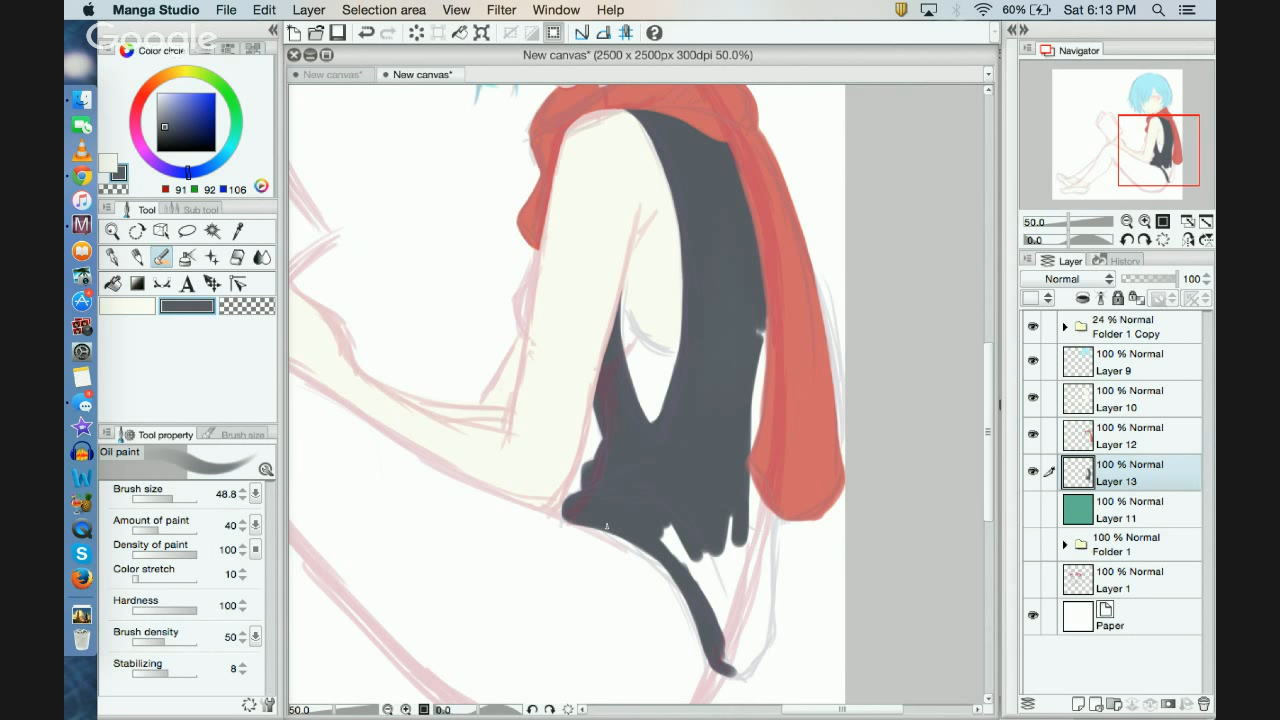 Manga Studio File Edit Layer Selection area View Filter Window Help 60% Sat 6:13 PM
Google
Color circle
New canvas* (2500 x 2500px 300dpi 50.0%)
New canvas* New canvas*
Navigator
91 92 106
Tool Sub tool
50.0
0.0
Layer History
Normal 100
24 % Normal
Folder 1 Copy
100 % Normal
Layer 9
100 % Normal
Layer 10
100 % Normal
Layer 12
100 % Normal
Layer 13
100 % Normal
Layer 11
100 % Normal
Folder 1
100 % Normal
Layer 1
Paper
Tool property Brush size
Oil paint
Brush size 48.8
Amount of paint 40
Density of paint 100
Color stretch 10
Hardness 100
Brush density 50
Stabilizing 8
50.0 0.0